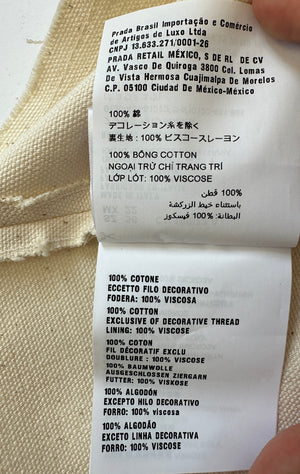 Prada Brasil Importação e Comércio
de Artigos de Luxo Ltda
CNPJ 13.633.271/0001-26
PRADA RETAIL MÉXICO, S DE RL DE CV
AV. Vasco De Quiroga 3800 Col. Lomas
De Vista Hermosa Cuajimalpa De Morelos
C.P. 05100 Ciudad De México-México
100% 綿
デコレーション糸を除く
裏生地 : 100% ビスコースレーヨン
100% BÔNG COTTON
NGOẠI TRỪ CHỈ TRANG TRÍ
LỚP LÓT: 100% VISCOSE
100% قطن
باستثناء خيط الزركشة
البطانة: 100% فيسكوز
100% COTONE
ECCETTO FILO DECORATIVO
FODERA: 100% VISCOSA
100% COTTON
EXCLUSIVE OF DECORATIVE THREAD
LINING: 100% VISCOSE
100% COTON
FIL DÉCORATIF EXCLU
DOUBLURE : 100% VISCOSE
100% BAUMWOLLE
AUSGESCHLOSSEN ZIERGARN
FUTTER: 100% VISKOSE
100% ALGODÓN
EXCEPTO HILO DECORATIVO
FORRO: 100% viscosa
100% ALGODÃO
EXCETO LINHA DECORATIVA
FORRO: 100% VISCOSE